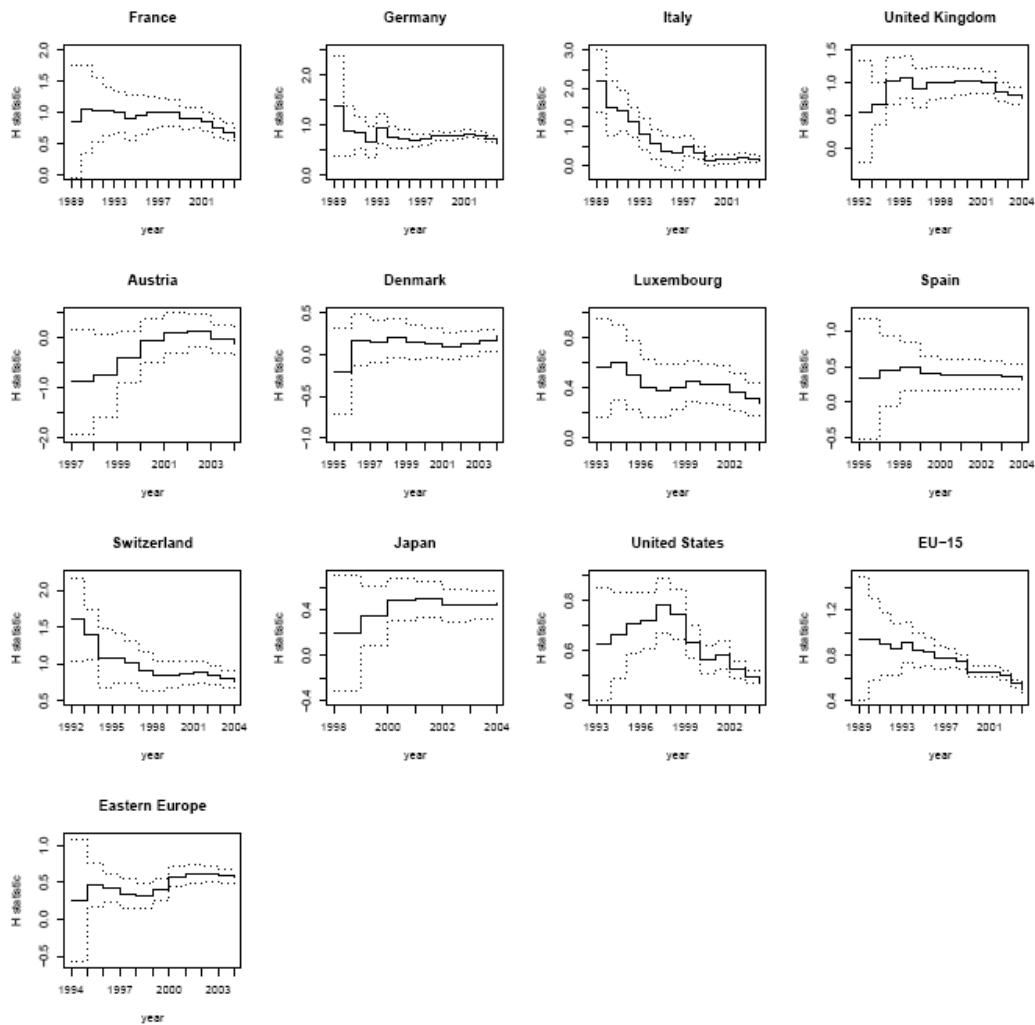 France Germany Italy United Kingdom
H statistic H statistic H statistic H statistic
2.0 1.5 1.0 0.5 0.0
2.0 1.0 0.0
3.0 2.0 1.0 0.0
1.5 1.0 0.5 0.0
1989 1993 1997 2001 1989 1993 1997 2001 1989 1993 1997 2001 1992 1995 1998 2001 2004
year year year year
Austria Denmark Luxembourg Spain
H statistic H statistic H statistic H statistic
0.0 −1.0 −2.0
0.5 0.0 −1.0
0.8 0.4 0.0
1.0 0.5 0.0 −0.5
1997 1999 2001 2003 1995 1997 1999 2001 2003 1993 1996 1999 2002 1996 1998 2000 2002 2004
year year year year
Switzerland Japan United States EU−15
H statistic H statistic H statistic H statistic
2.0 1.5 1.0 0.5
0.4 0.0 −0.4
0.8 0.6 0.4
1.2 0.8 0.4
1992 1995 1998 2001 2004 1998 2000 2002 2004 1993 1996 1999 2002 1989 1993 1997 2001
year year year year
Eastern Europe
H statistic
1.0 0.5 0.0 −0.5
1994 1997 2000 2003
year